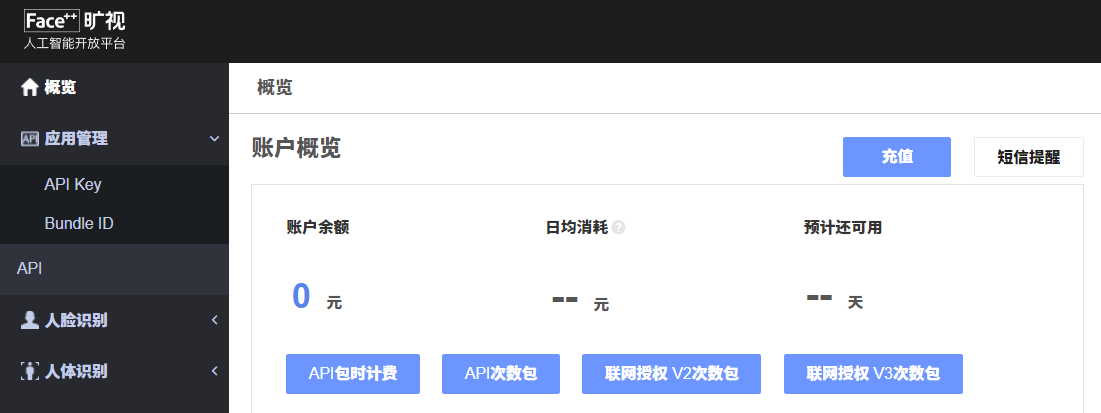 Face++ 旷视
人工智能开放平台
概览
API 应用管理
API Key
Bundle ID
API
人脸识别
人体识别
概览
账户概览
充值
短信提醒
账户余额
日均消耗 ?
预计还可用
0 元
-- 元
-- 天
API包时计费
API次数包
联网授权 V2次数包
联网授权 V3次数包